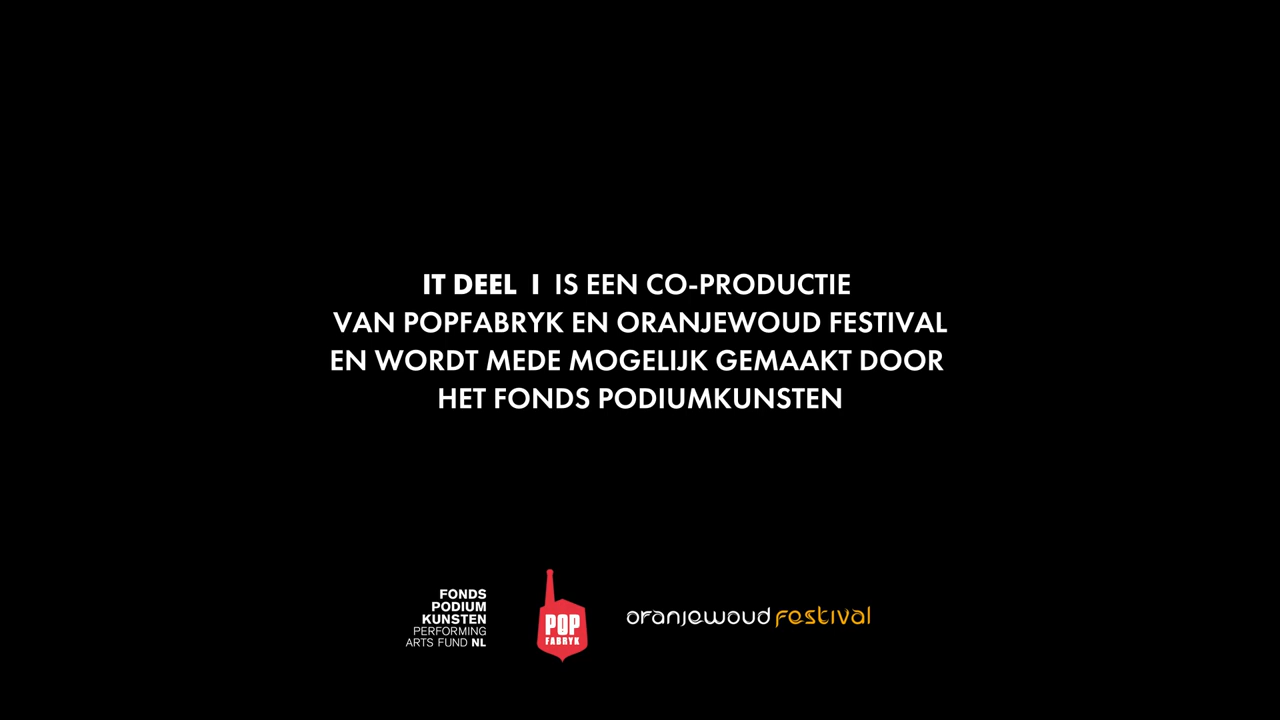 IT DEEL I IS EEN CO-PRODUCTIE
VAN POPFABRYK EN ORANJEWOUD FESTIVAL
EN WORDT MEDE MOGELIJK GEMAAKT DOOR
HET FONDS PODIUMKUNSTEN
FONDS
PODIUM
KUNSTEN
PERFORMING
ARTS FUND NL
POP
FABRYK
oranjewoud festival